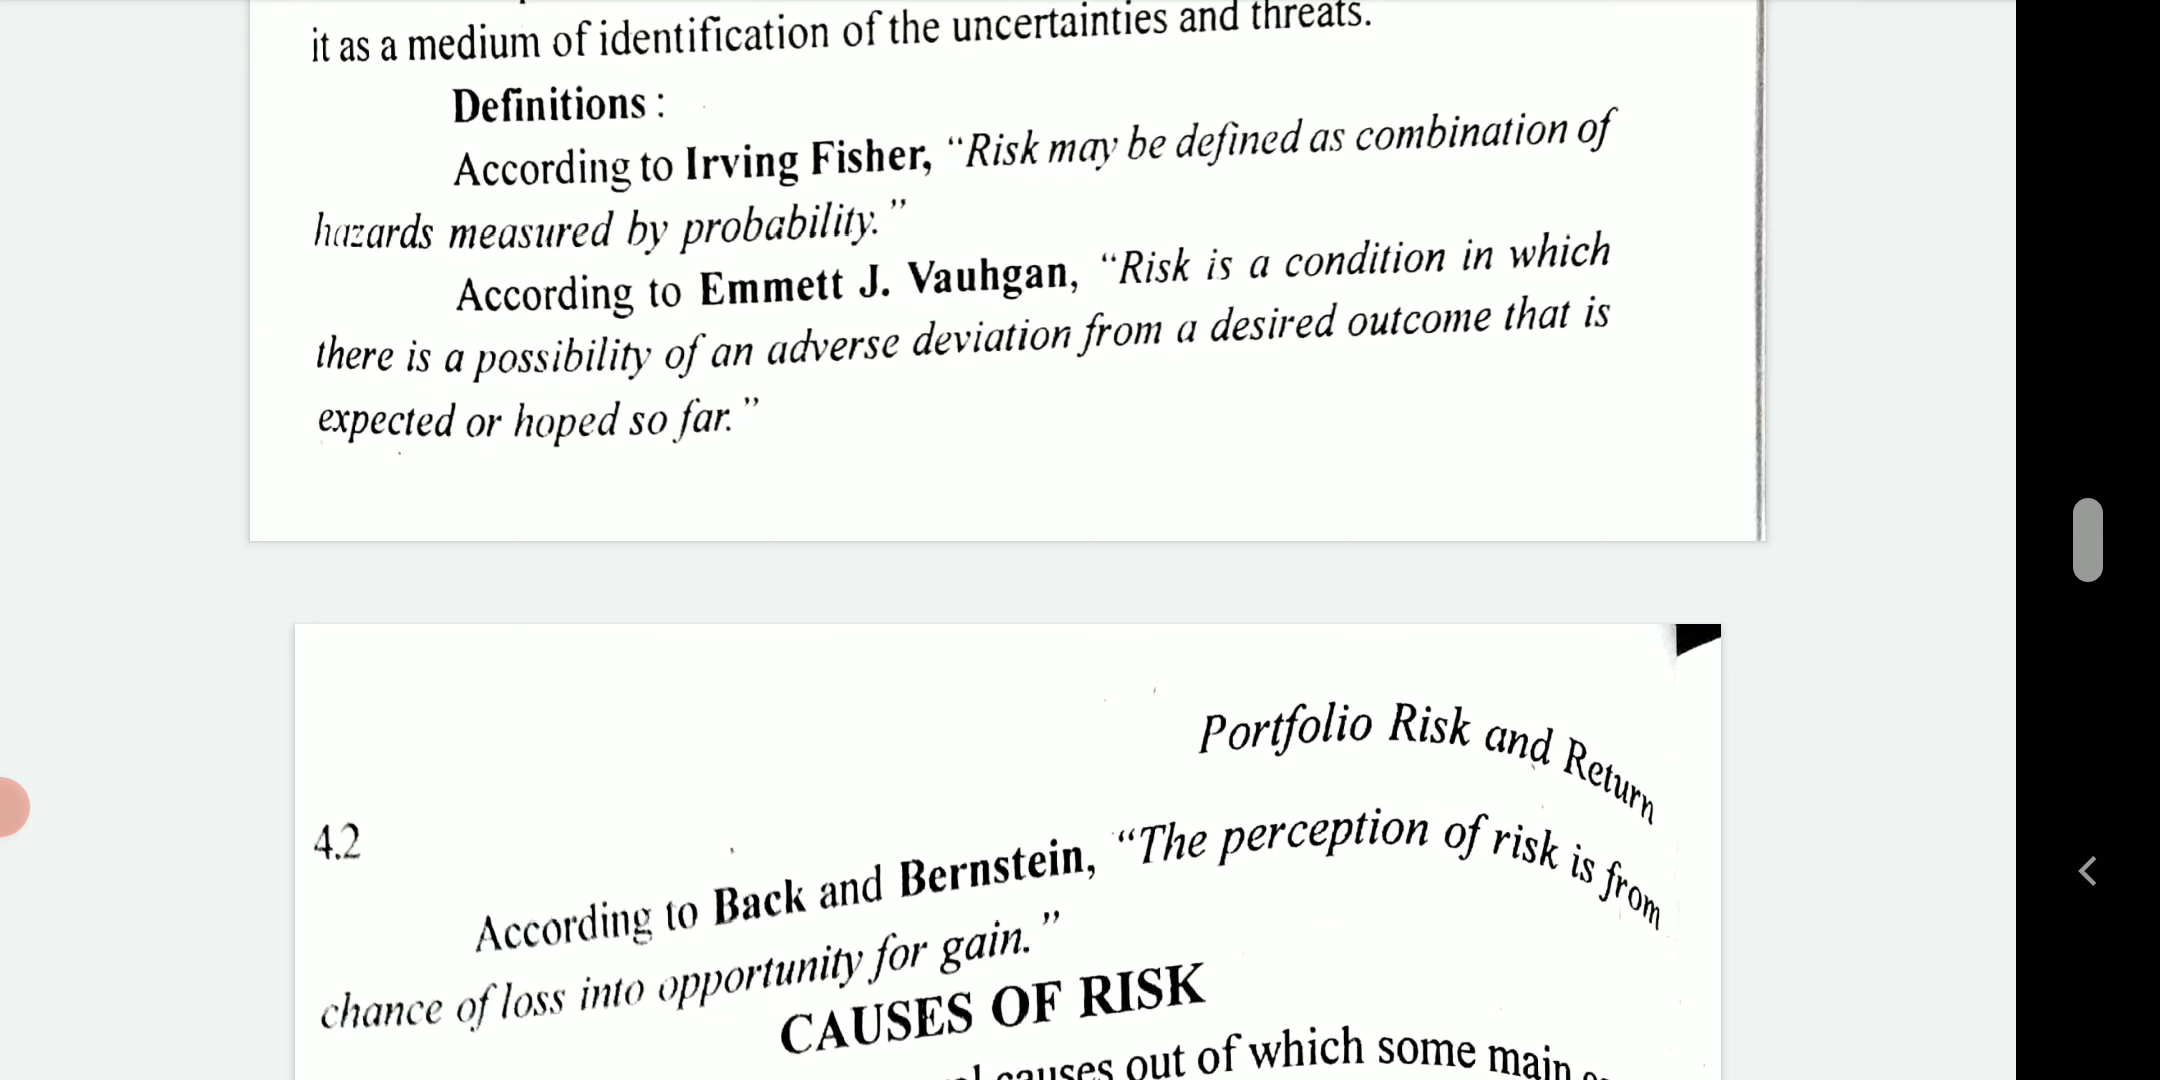 it as a medium of identification of the uncertainties and threats.
Definitions :
According to Irving Fisher, “Risk may be defined as combination of
hazards measured by probability.”
According to Emmett J. Vauhgan, “Risk is a condition in which
there is a possibility of an adverse deviation from a desired outcome that is
expected or hoped so far.”
Portfolio Risk and Return
4.2
According to Back and Bernstein, “The perception of risk is from
chance of loss into opportunity for gain.”
CAUSES OF RISK
causes out of which some main